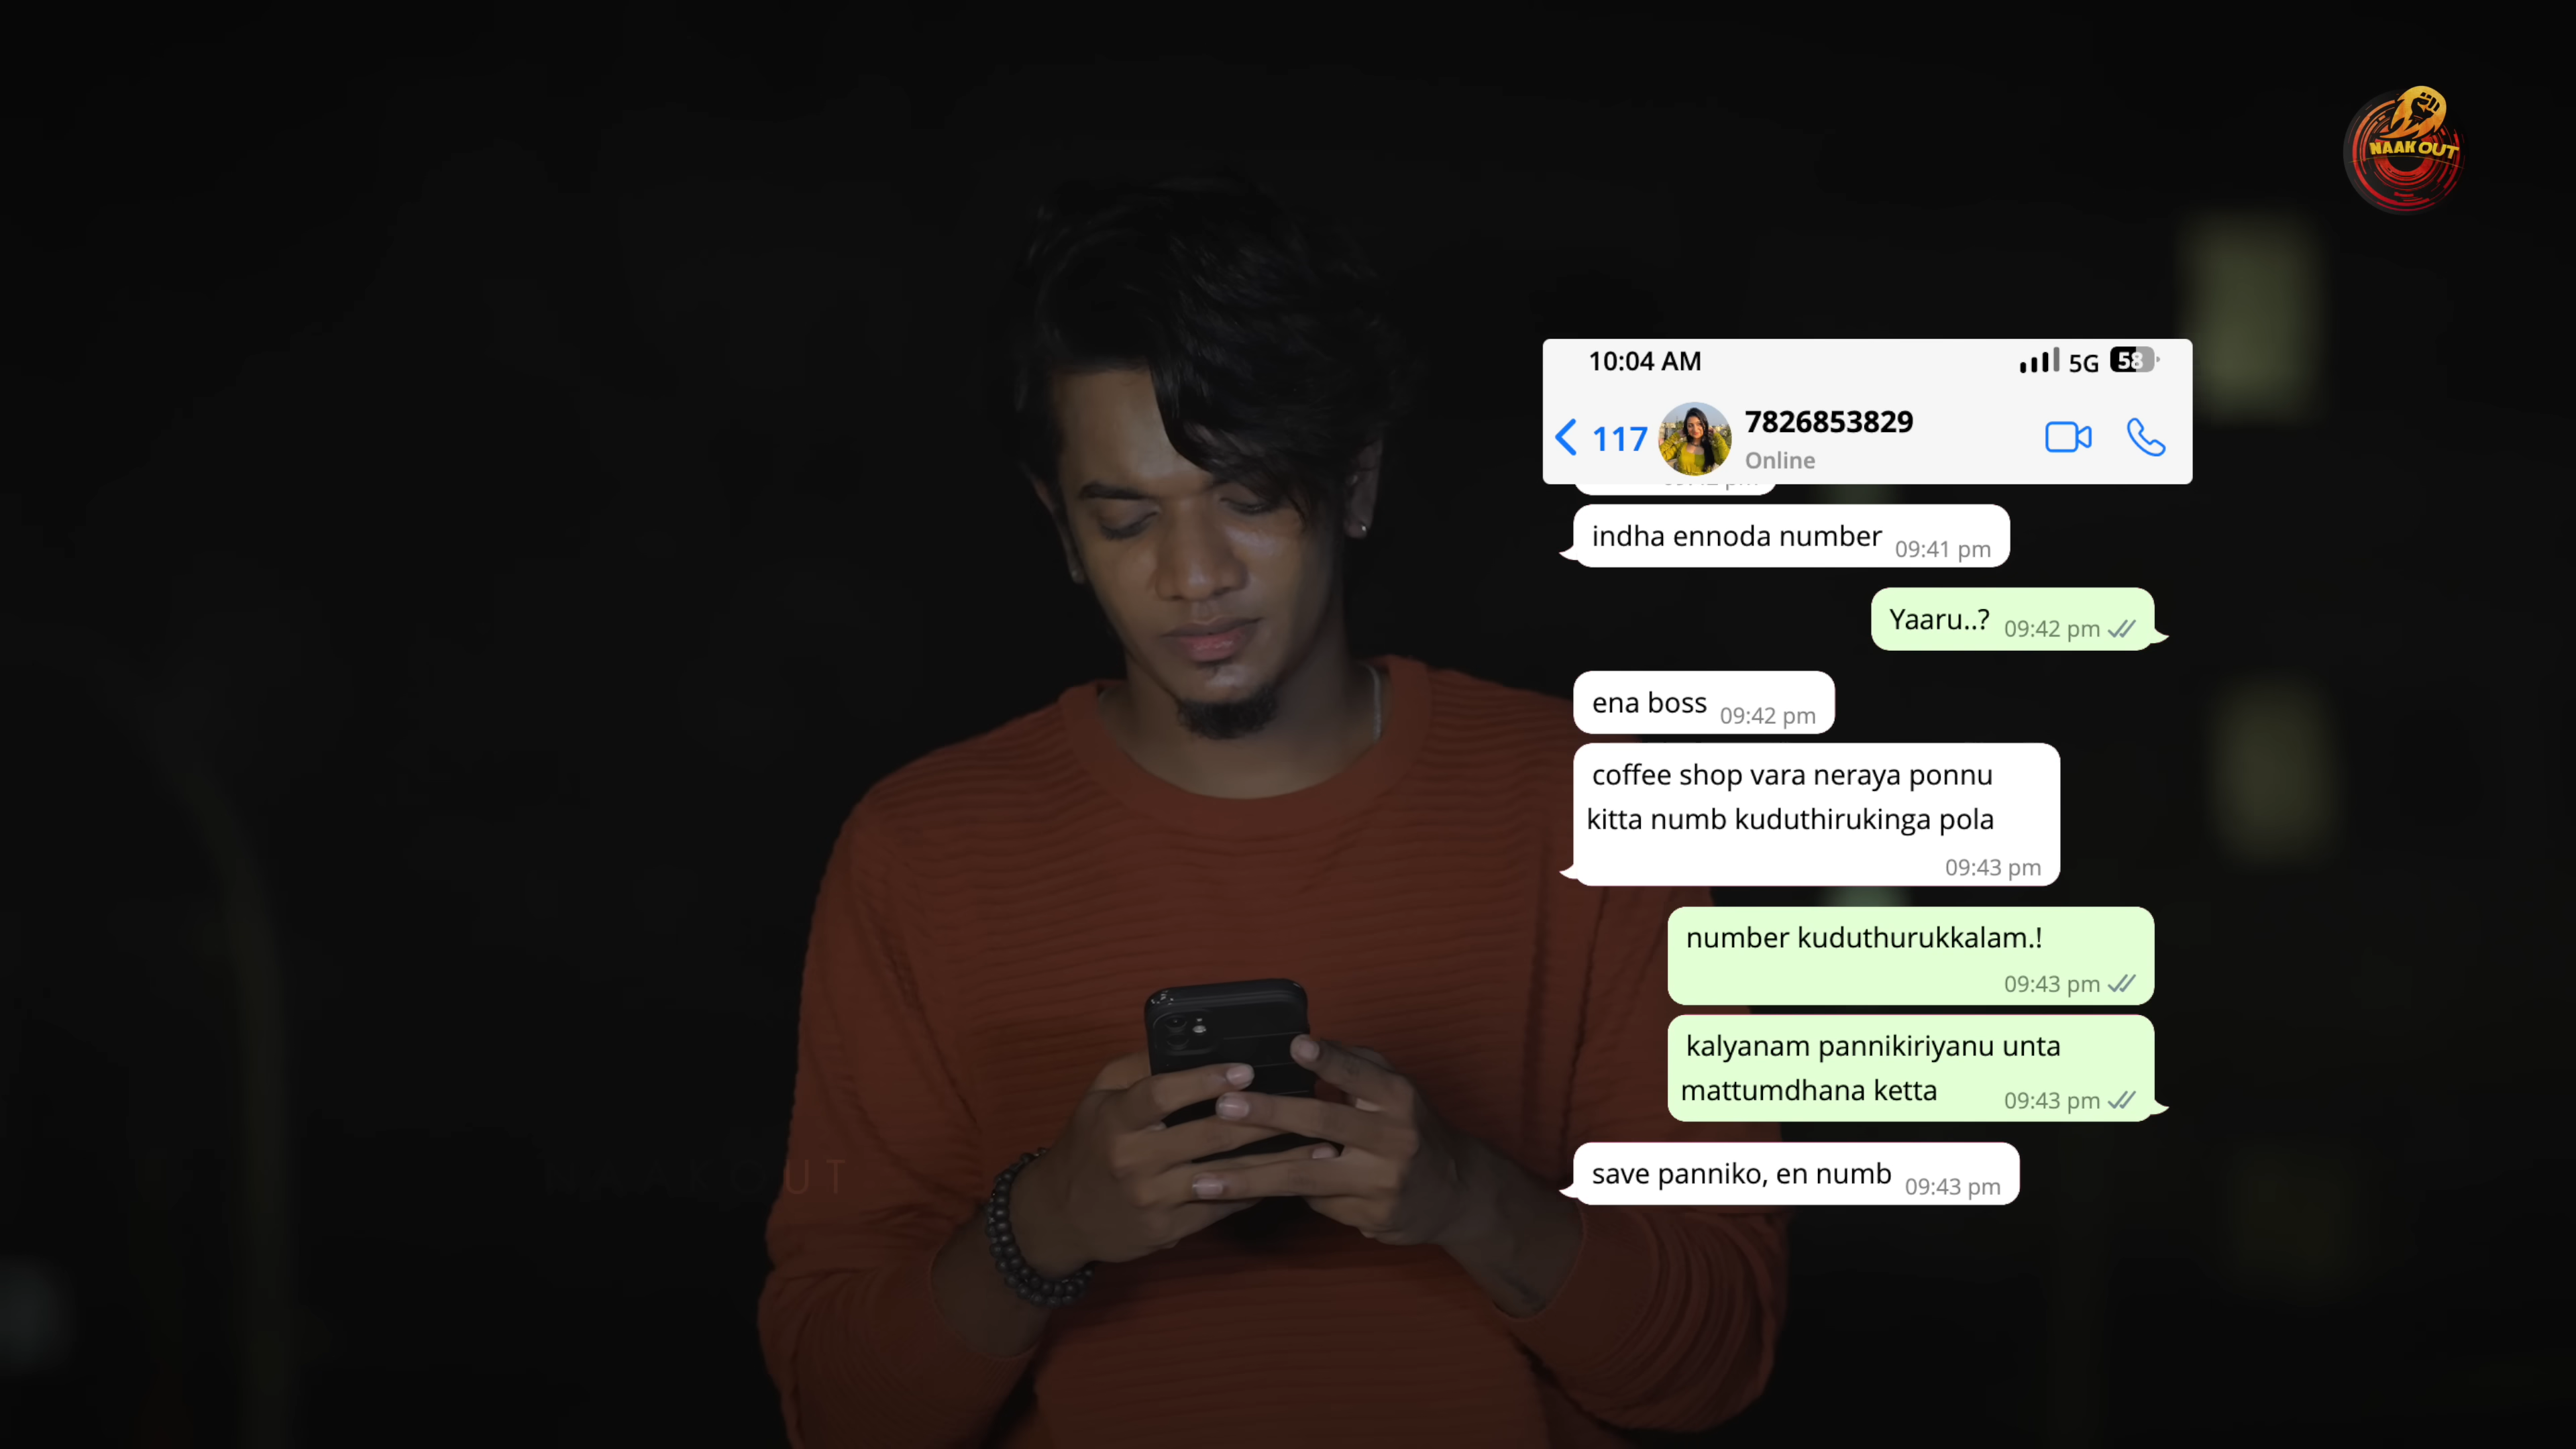 NAAK OUT
10:04 AM
5G 58
117
7826853829
Online
indha ennoda number 09:41 pm
Yaaru..? 09:42 pm
ena boss 09:42 pm
coffee shop vara neraya ponnu
kitta numb kuduthirukinga pola
09:43 pm
number kuduthurukkalam.!
09:43 pm
kalyanam pannikiriyanu unta
mattumdhana ketta 09:43 pm
save panniko, en numb 09:43 pm